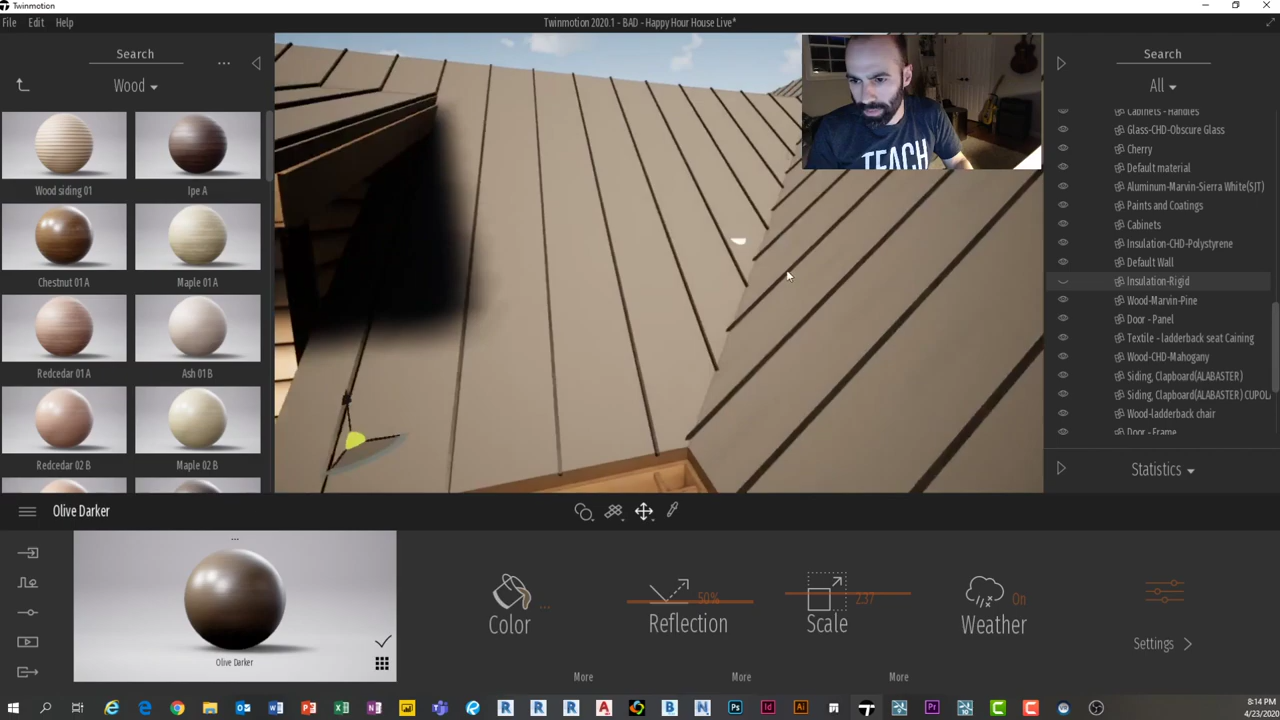 Twinmotion
File Edit Help
Twinmotion 2020.1 - BAD - Happy Hour House Live*
Search
Wood
Wood siding 01
Ipe A
Chestnut 01 A
Maple 01 A
Redcedar 01 A
Ash 01B
Redcedar 02 B
Maple 02 B
TEACH
Search
All
Cabinets - Handles
Glass-CHD-Obscure Glass
Cherry
Default material
Aluminum-Marvin-Sierra White(SJT)
Paints and Coatings
Cabinets
Insulation-CHD-Polystyrene
Default Wall
Insulation-Rigid
Wood-Marvin-Pine
Door - Panel
Textile - ladderback seat Caining
Wood-CHD-Mahogany
Siding, Clapboard(ALABASTER)
Siding, Clapboard(ALABASTER) CUPOL
Wood-ladderback chair
Door - Frame
Statistics
Olive Darker
Olive Darker
Color ...
Reflection 50%
Scale 2.37
Weather On
Settings
More
More
More
8:14 PM
4/23/2020